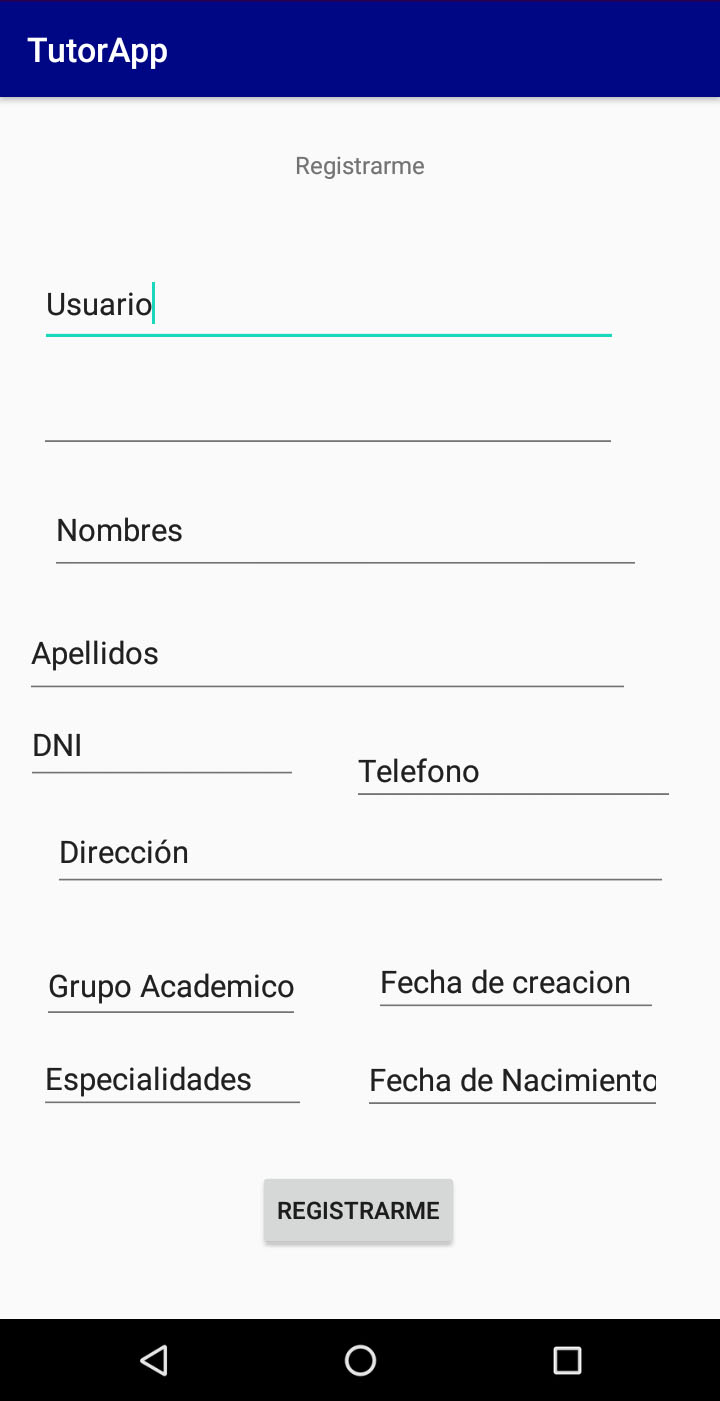 TutorApp
Registrarme
Usuario
Nombres
Apellidos
DNI
Telefono
Dirección
Grupo Academico
Fecha de creacion
Especialidades
Fecha de Nacimiento
REGISTRARME